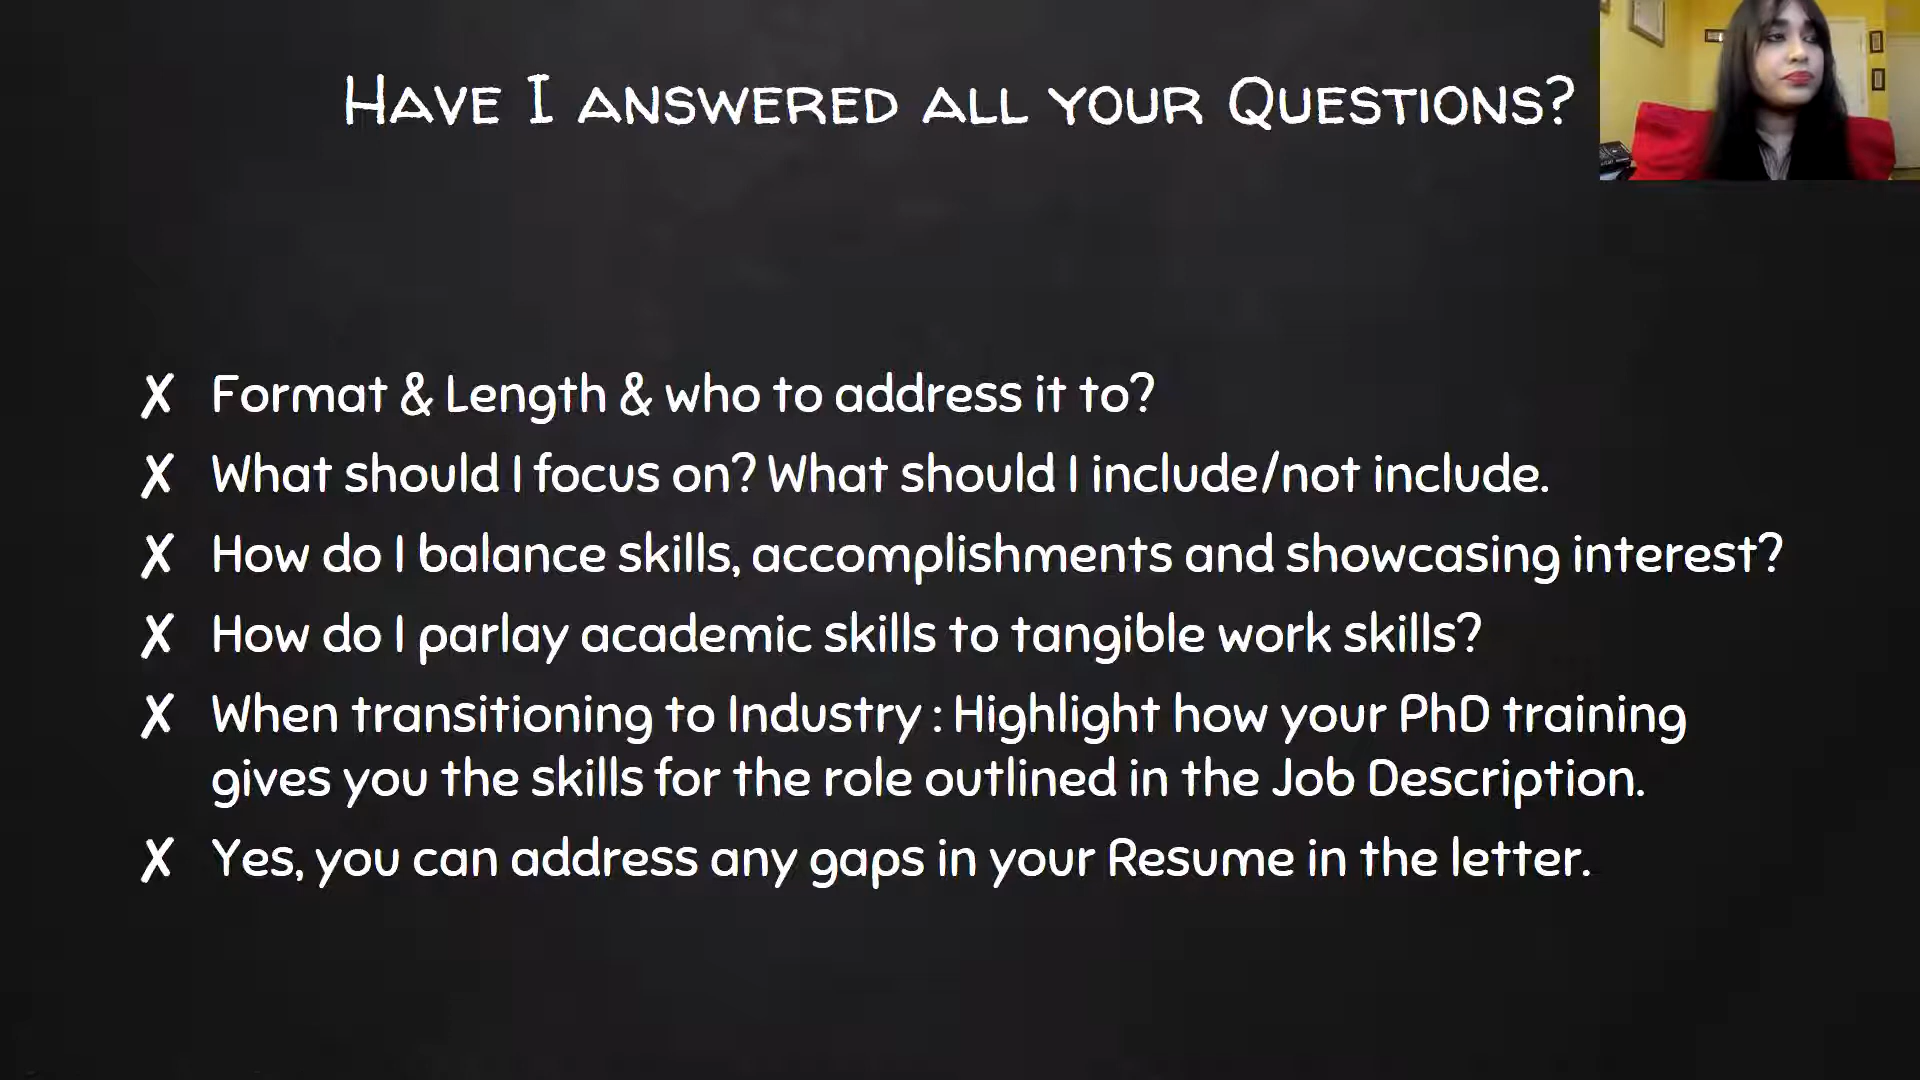 Have I answered all your Questions?
✗ Format & Length & who to address it to?
✗ What should I focus on? What should I include/not include.
✗ How do I balance skills, accomplishments and showcasing interest?
✗ How do I parlay academic skills to tangible work skills?
✗ When transitioning to Industry : Highlight how your PhD training
gives you the skills for the role outlined in the Job Description.
✗ Yes, you can address any gaps in your Resume in the letter.